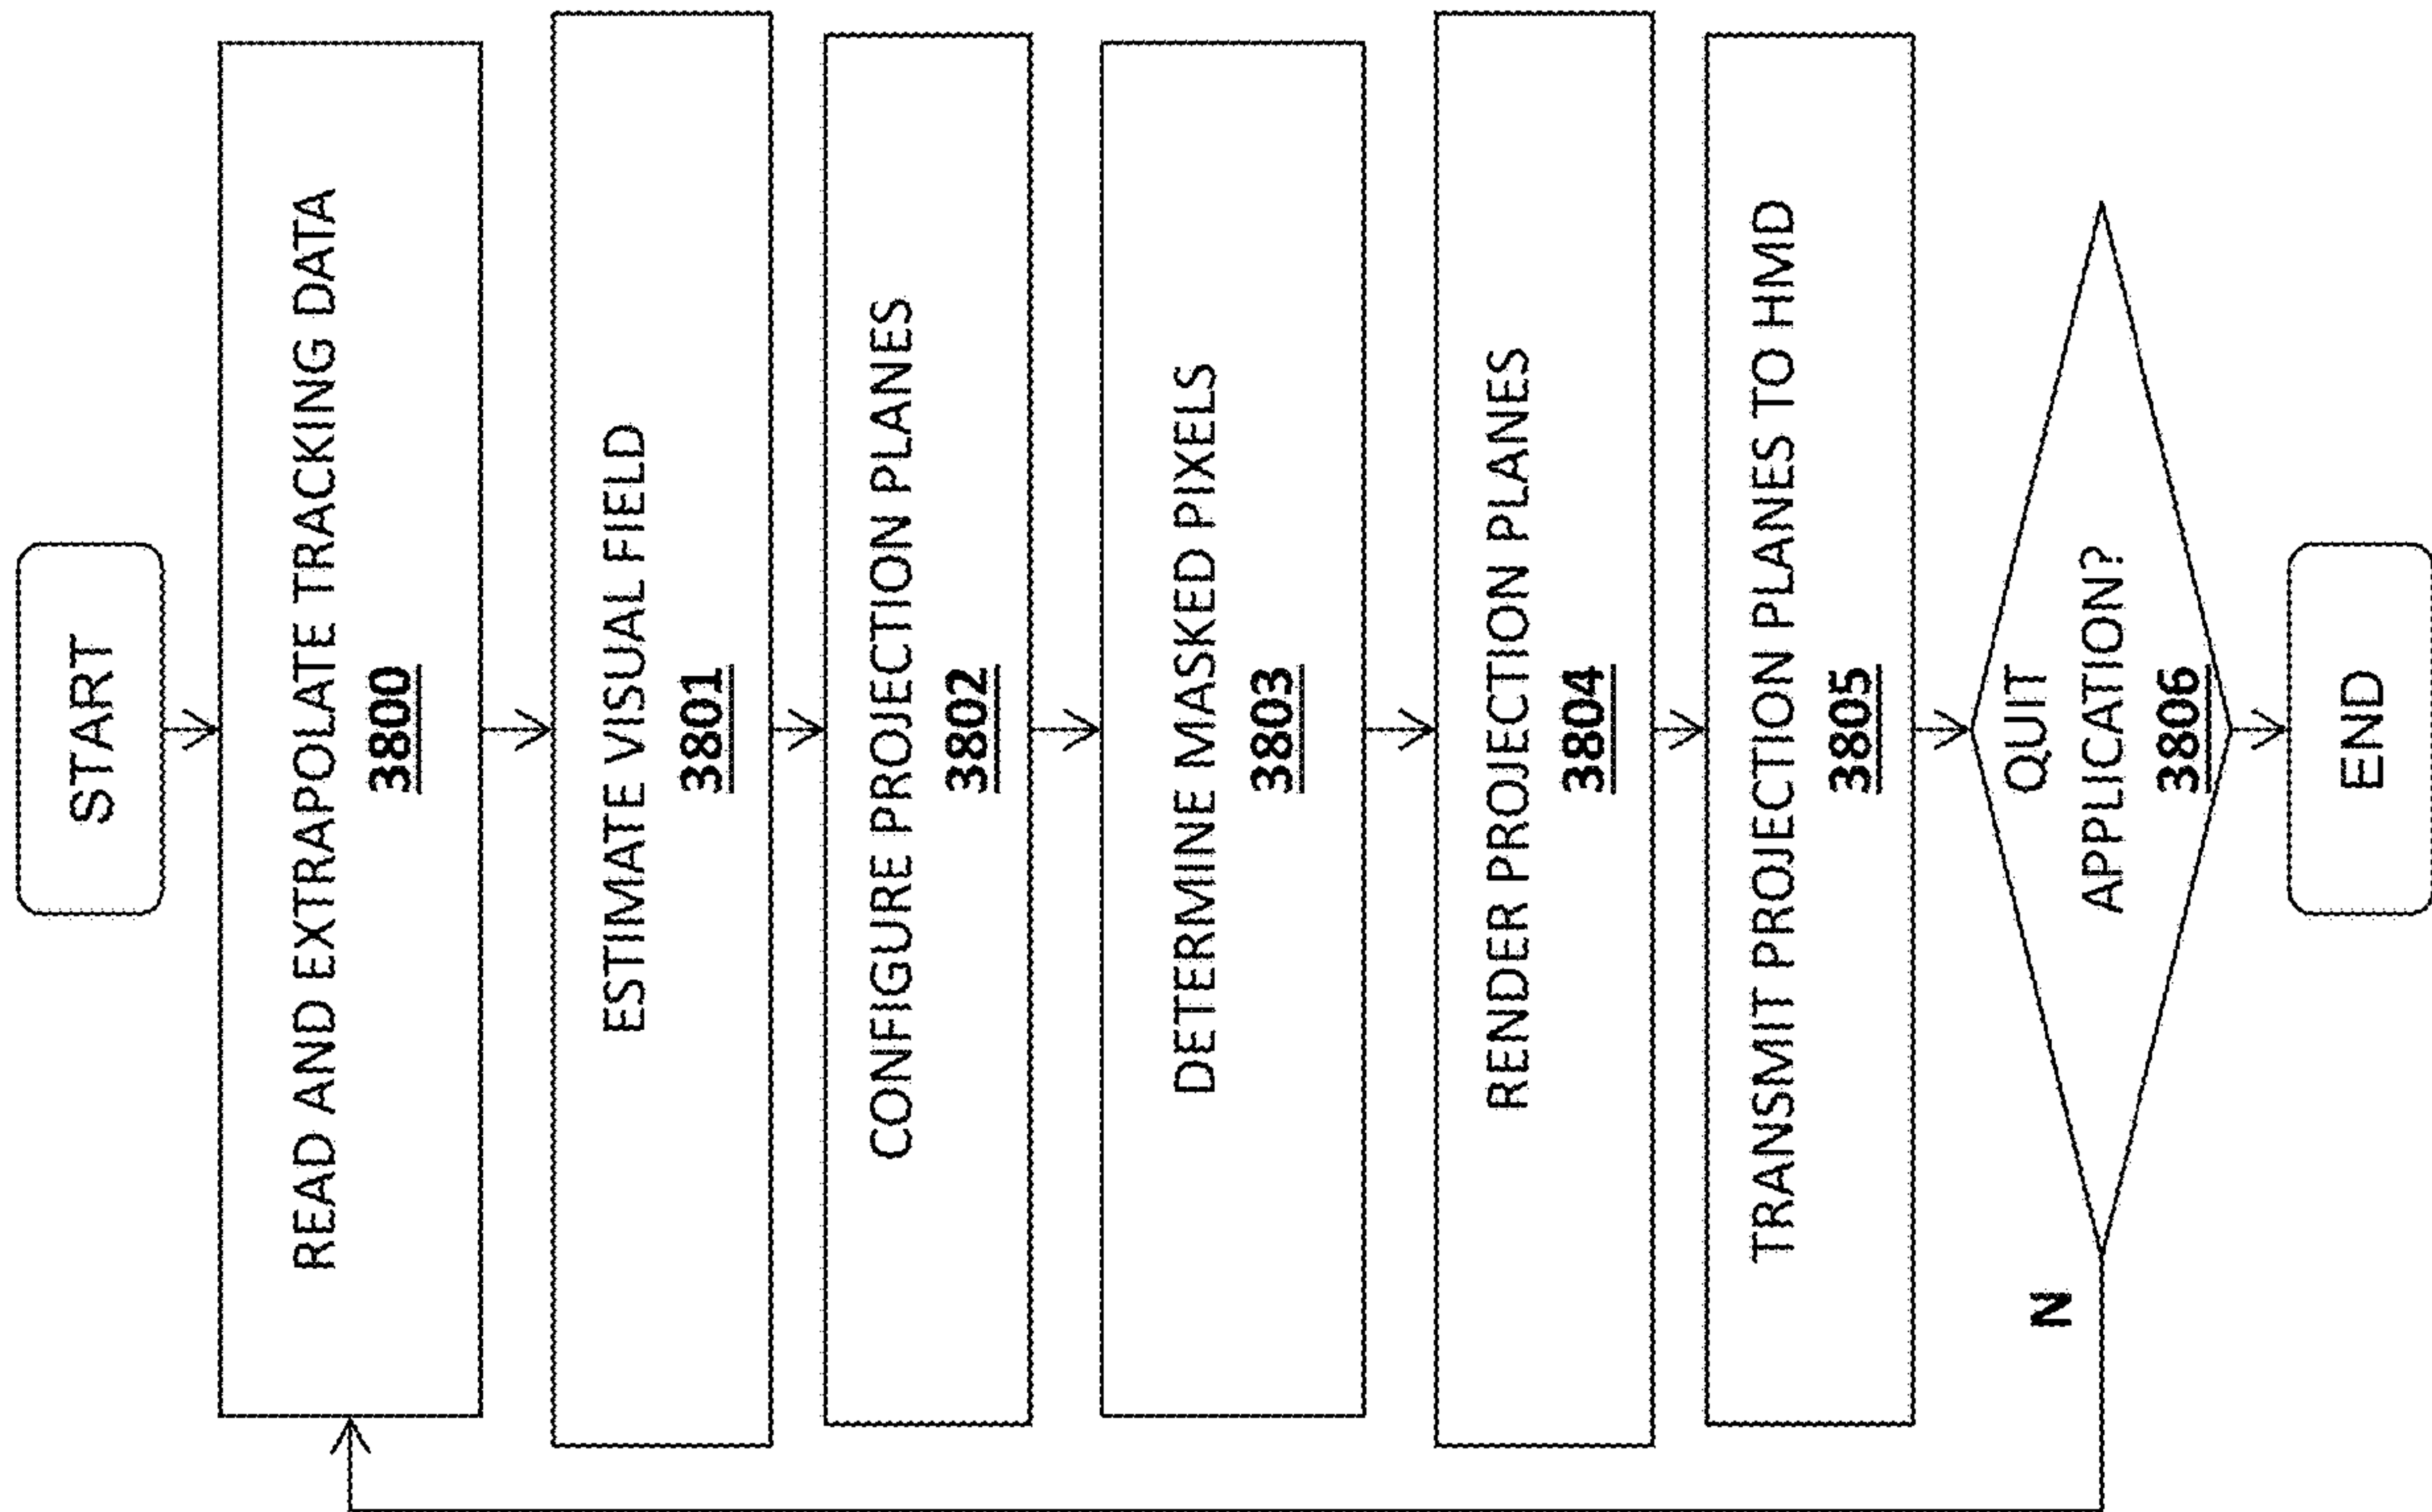 START
READ AND EXTRAPOLATE TRACKING DATA
3800
ESTIMATE VISUAL FIELD
3801
CONFIGURE PROJECTION PLANES
3802
DETERMINE MASKED PIXELS
3803
RENDER PROJECTION PLANES
3804
TRANSMIT PROJECTION PLANES TO HMD
3805
QUIT
APPLICATION?
3806
N
END